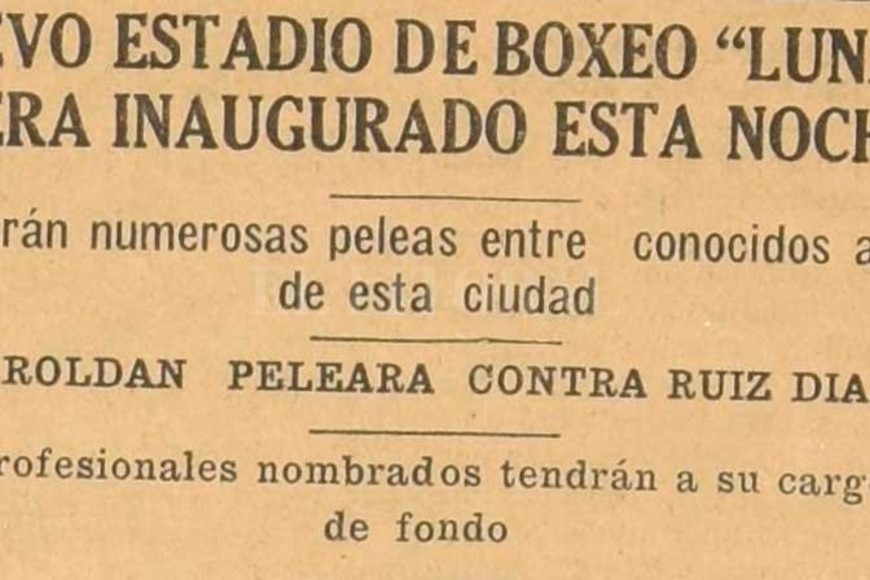 EVO ESTADIO DE BOXEO “LUN
ERA INAUGURADO ESTA NOCH
rán numerosas peleas entre conocidos a
de esta ciudad
ROLDAN PELEARA CONTRA RUIZ DIA
rofesionales nombrados tendrán a su carg
de fondo